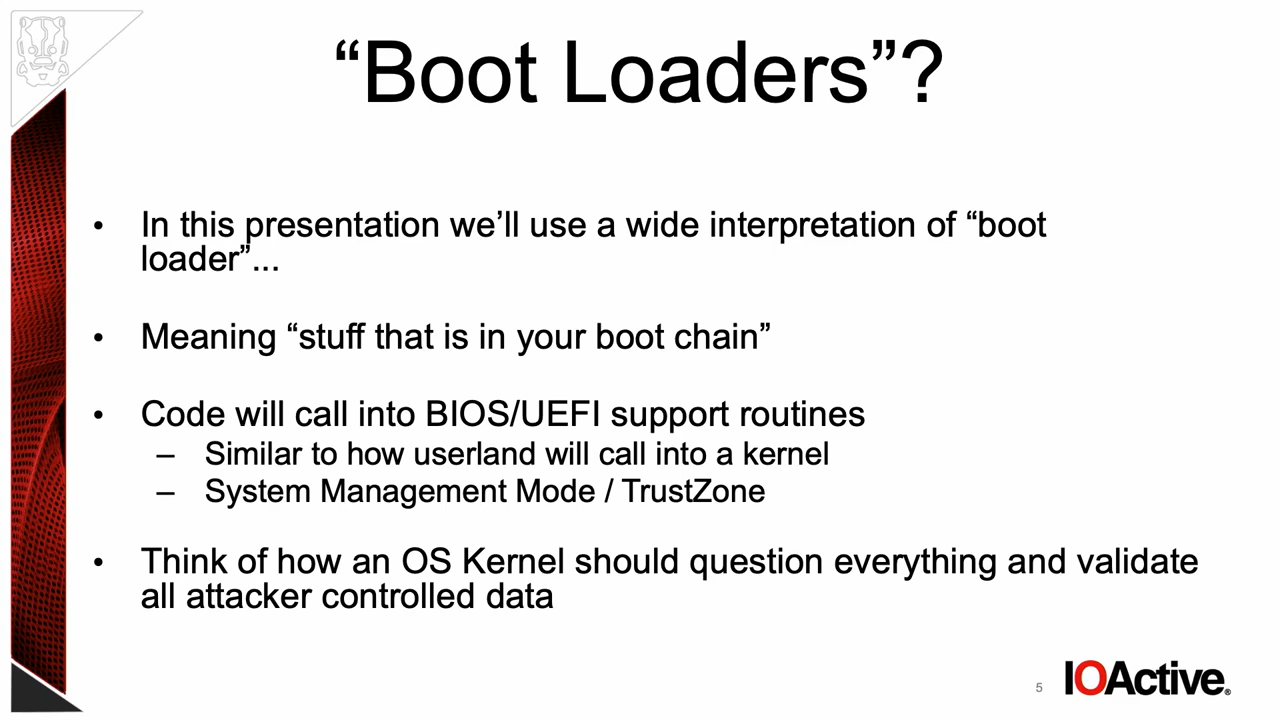 “Boot Loaders”?
• In this presentation we’ll use a wide interpretation of “boot
loader”...
• Meaning “stuff that is in your boot chain”
• Code will call into BIOS/UEFI support routines
– Similar to how userland will call into a kernel
– System Management Mode / TrustZone
• Think of how an OS Kernel should question everything and validate
all attacker controlled data
5
IOActive®